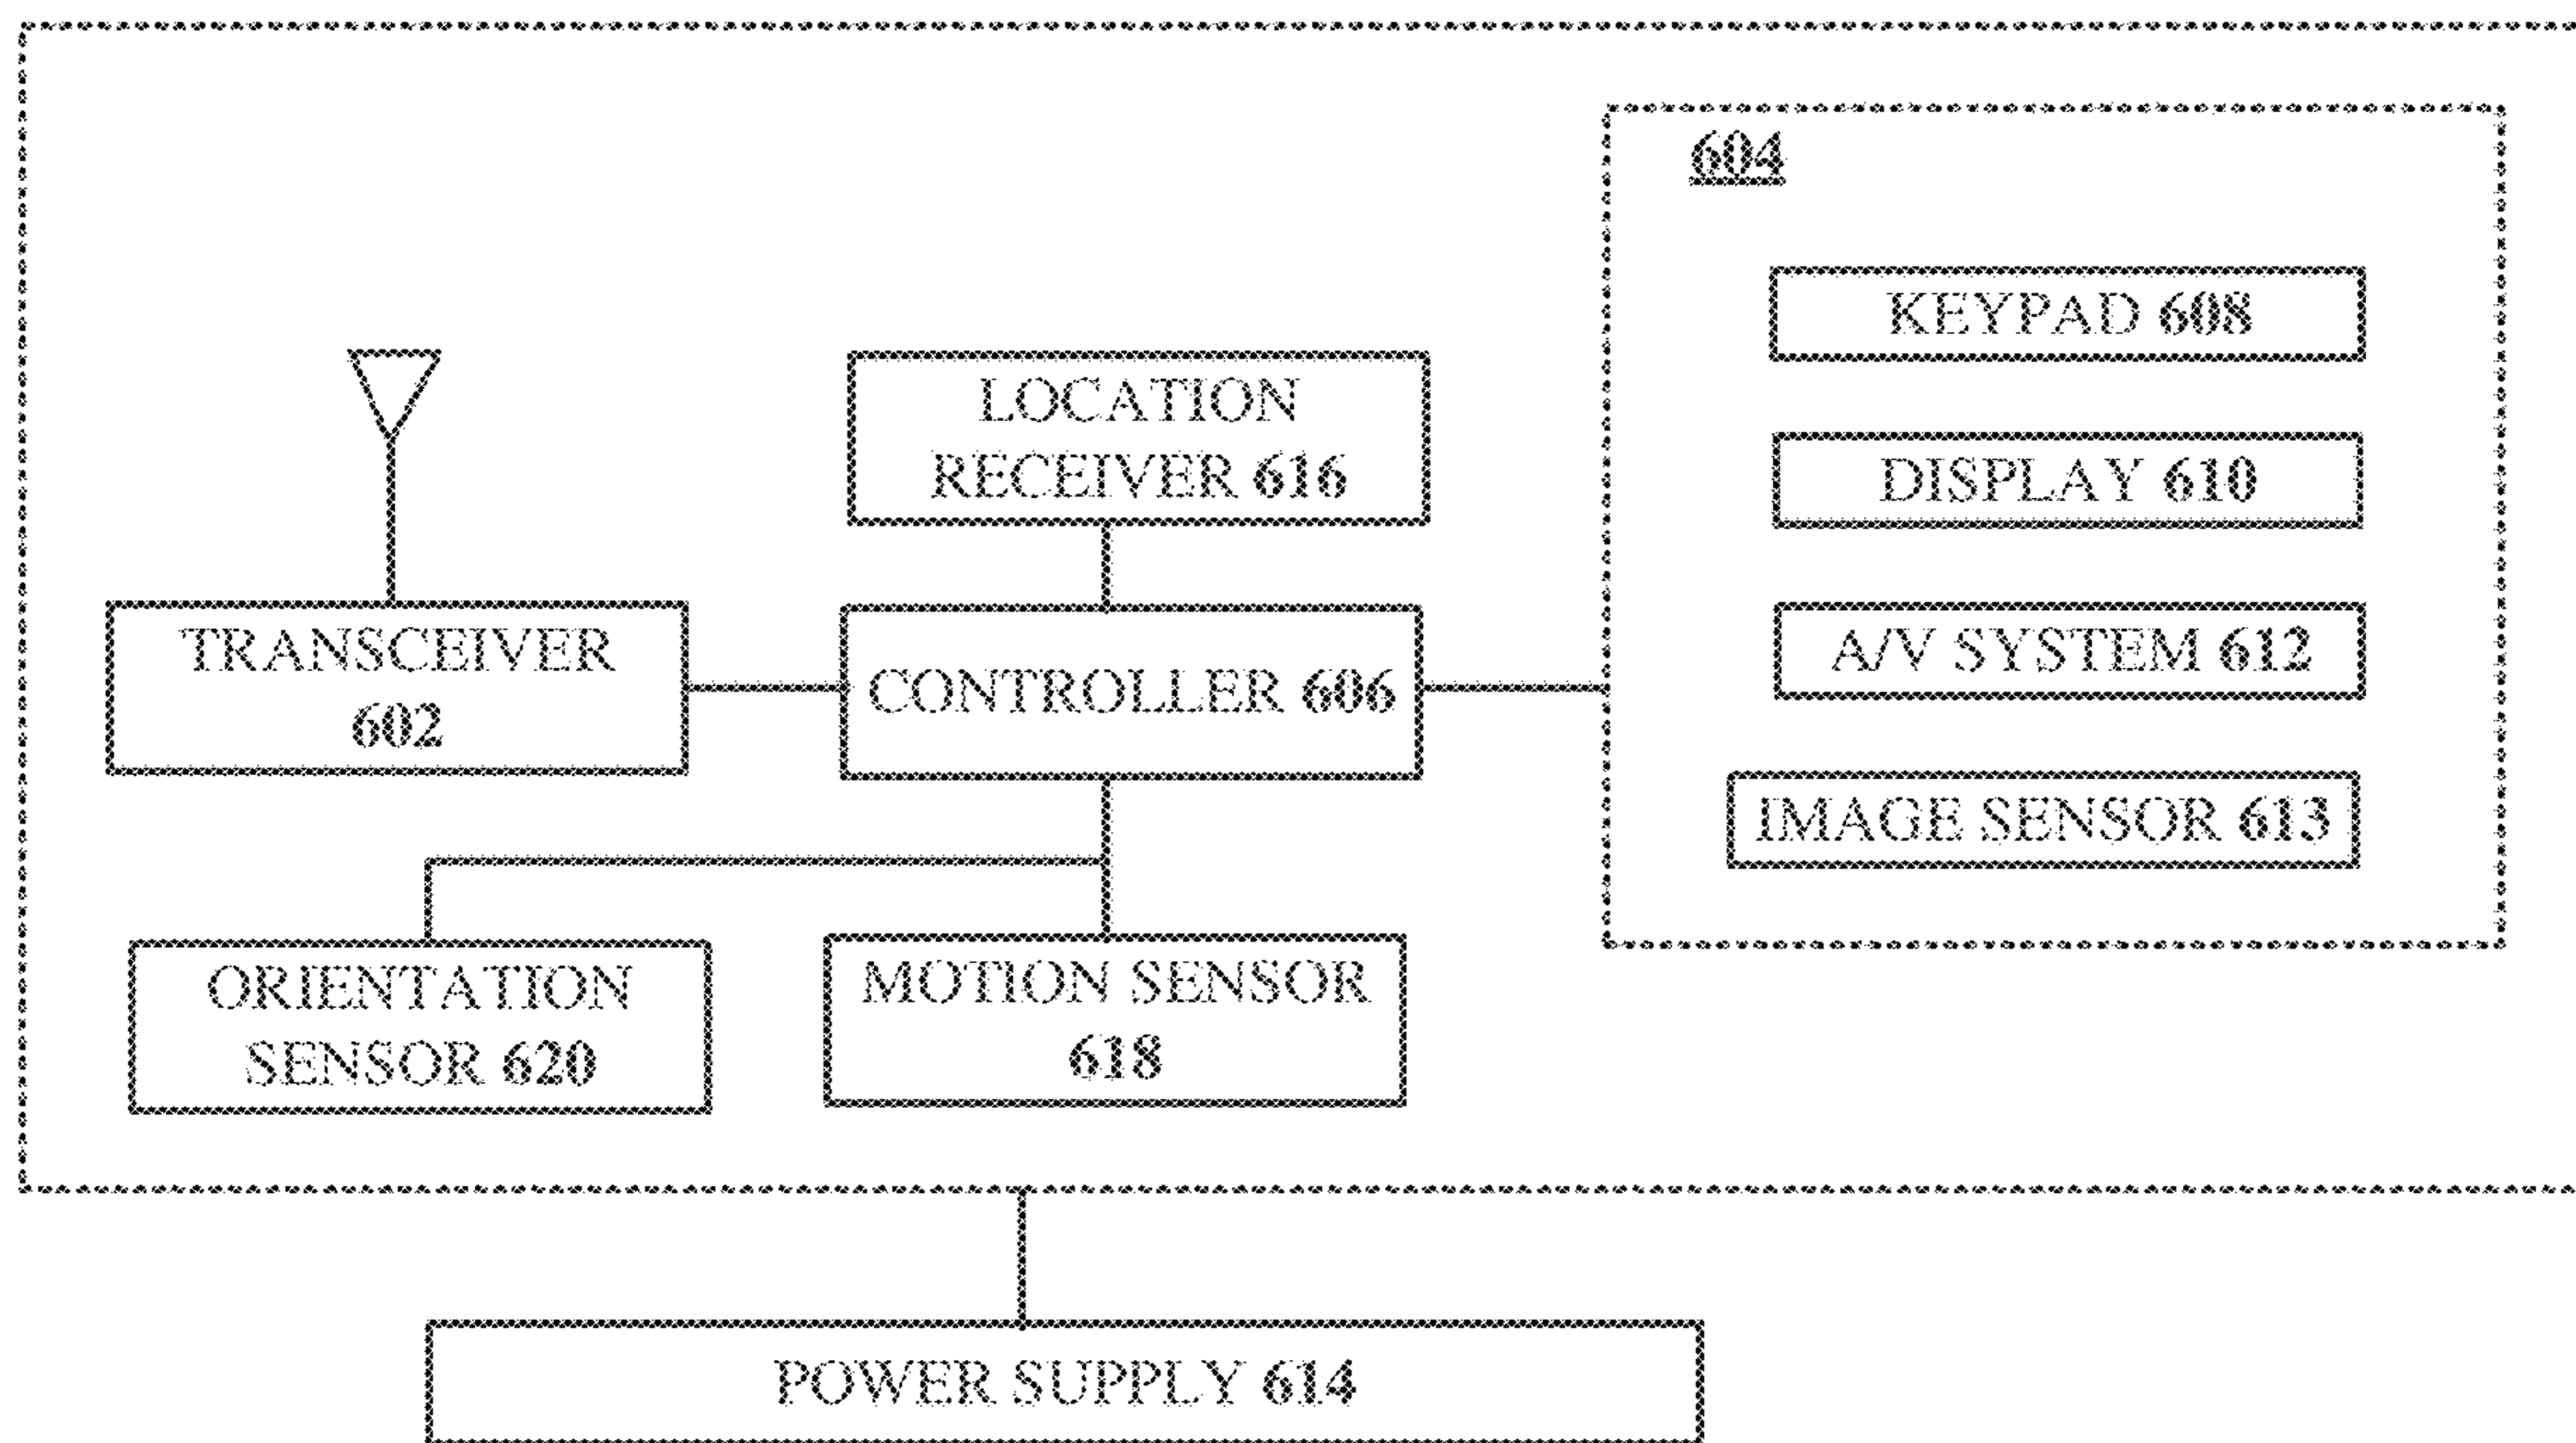 604
KEYPAD 608
LOCATION
RECEIVER 616
DISPLAY 610
TRANSCEIVER
602
CONTROLLER 606
A/V SYSTEM 612
IMAGE SENSOR 613
ORIENTATION
SENSOR 620
MOTION SENSOR
618
POWER SUPPLY 614